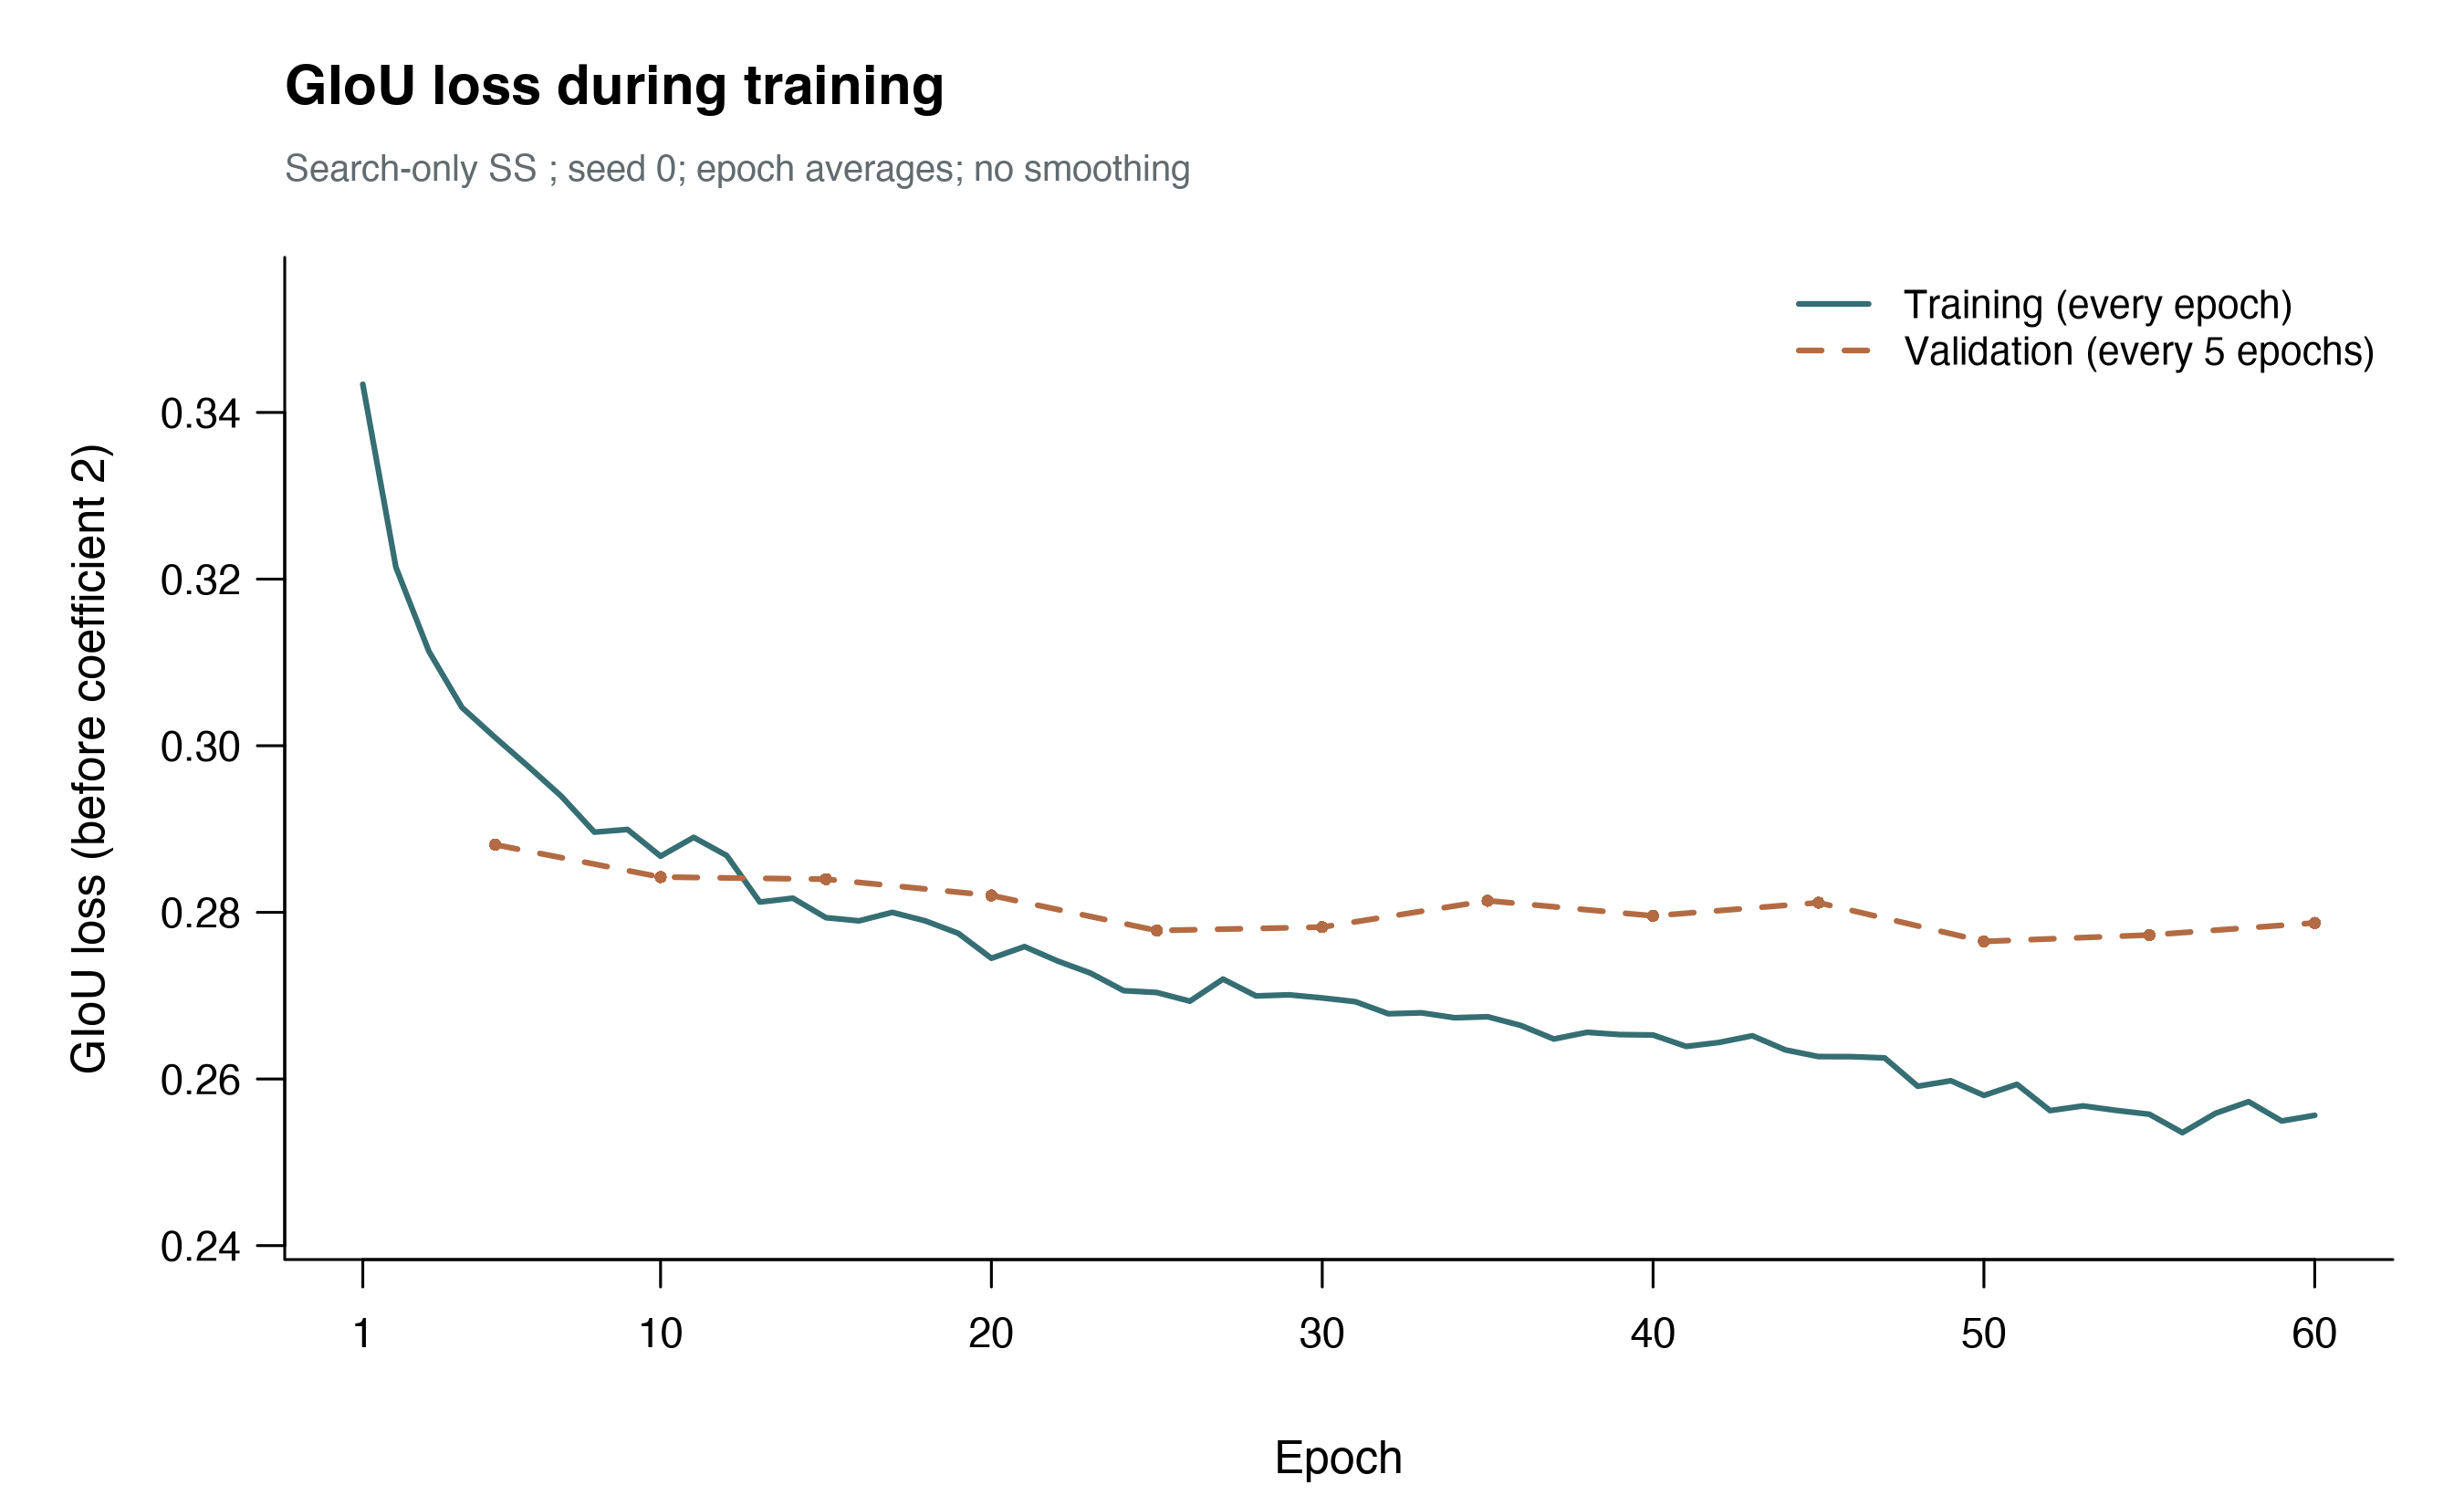 GIoU loss during training
Search-only SS ; seed 0; epoch averages; no smoothing
Training (every epoch)
Validation (every 5 epochs)
GIoU loss (before coefficient 2)
0.34
0.32
0.30
0.28
0.26
0.24
1 10 20 30 40 50 60
Epoch